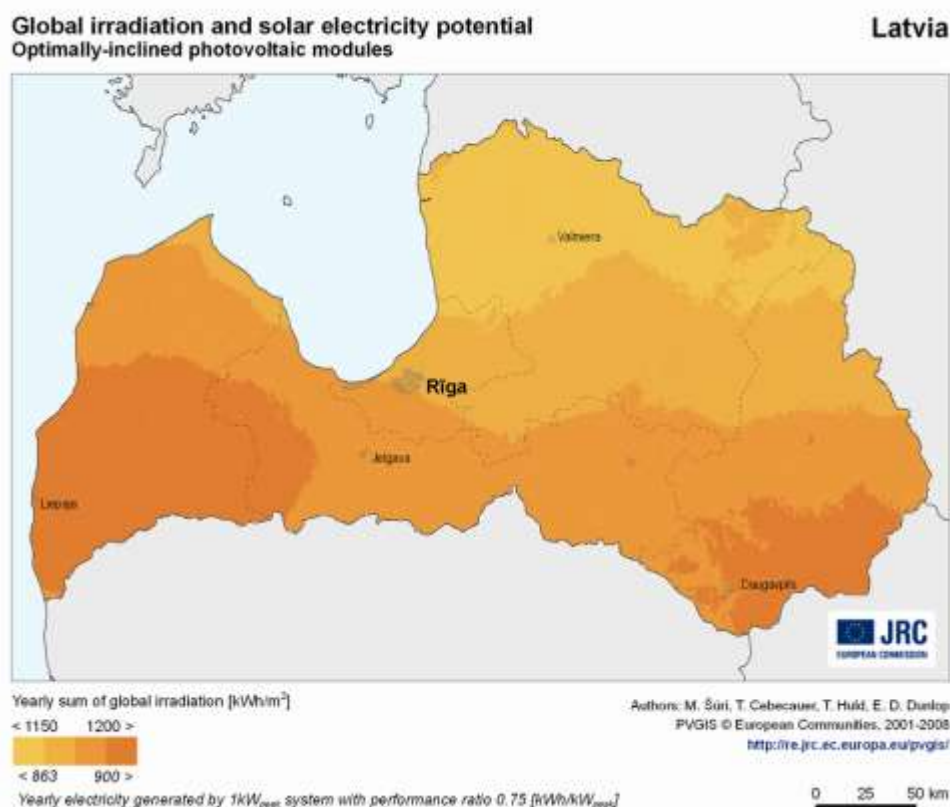 Global irradiation and solar electricity potential
Optimally-inclined photovoltaic modules
Latvia
Valmiera
Rīga
Jelgava
Liepāja
Daugavpils
JRC
EUROPEAN COMMISSION
Yearly sum of global irradiation [kWh/m²]
< 1150 1200 >
< 863 900 >
Yearly electricity generated by 1kWpeak system with performance ratio 0.75 [kWh/kWpeak]
Authors: M. Šúri, T. Cebecauer, T. Huld, E. D. Dunlop
PVGIS © European Communities, 2001-2008
http://re.jrc.ec.europa.eu/pvgis/
0 25 50 km